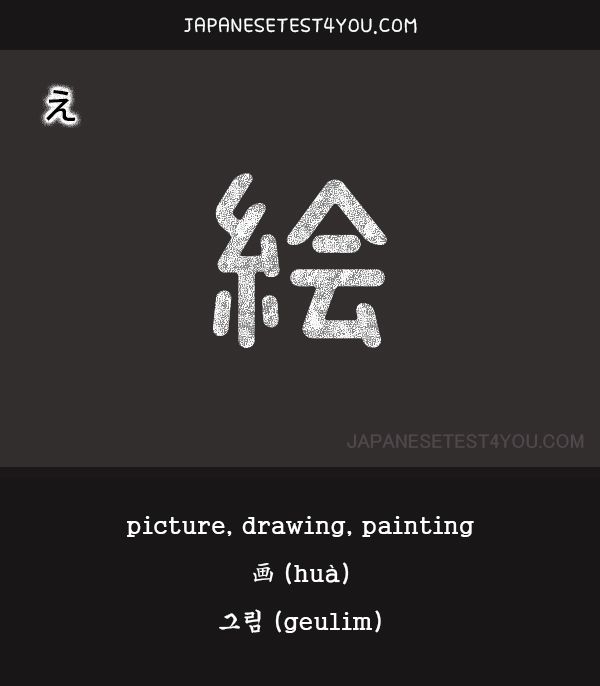 JAPANESETEST4YOU.COM
え
絵
JAPANESETEST4YOU.COM
picture, drawing, painting
画 (huà)
그림 (geulim)